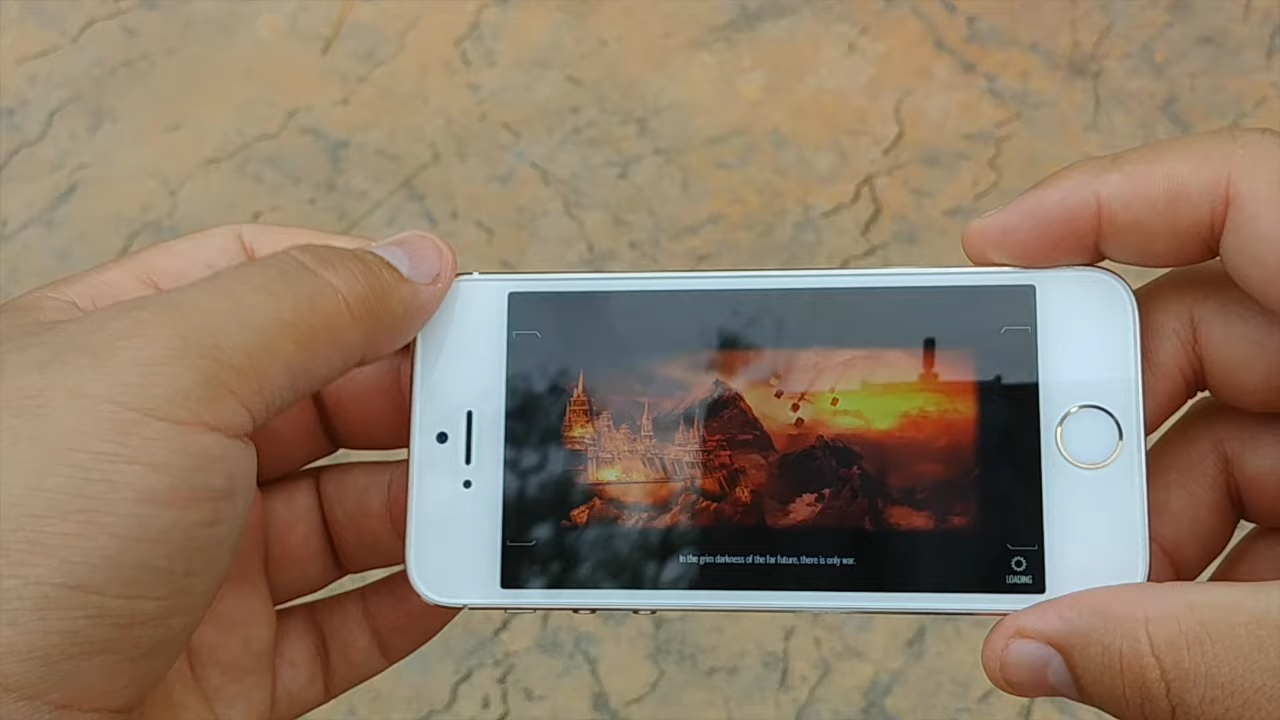 In the grim darkness of the far future, there is only war.
LOADING